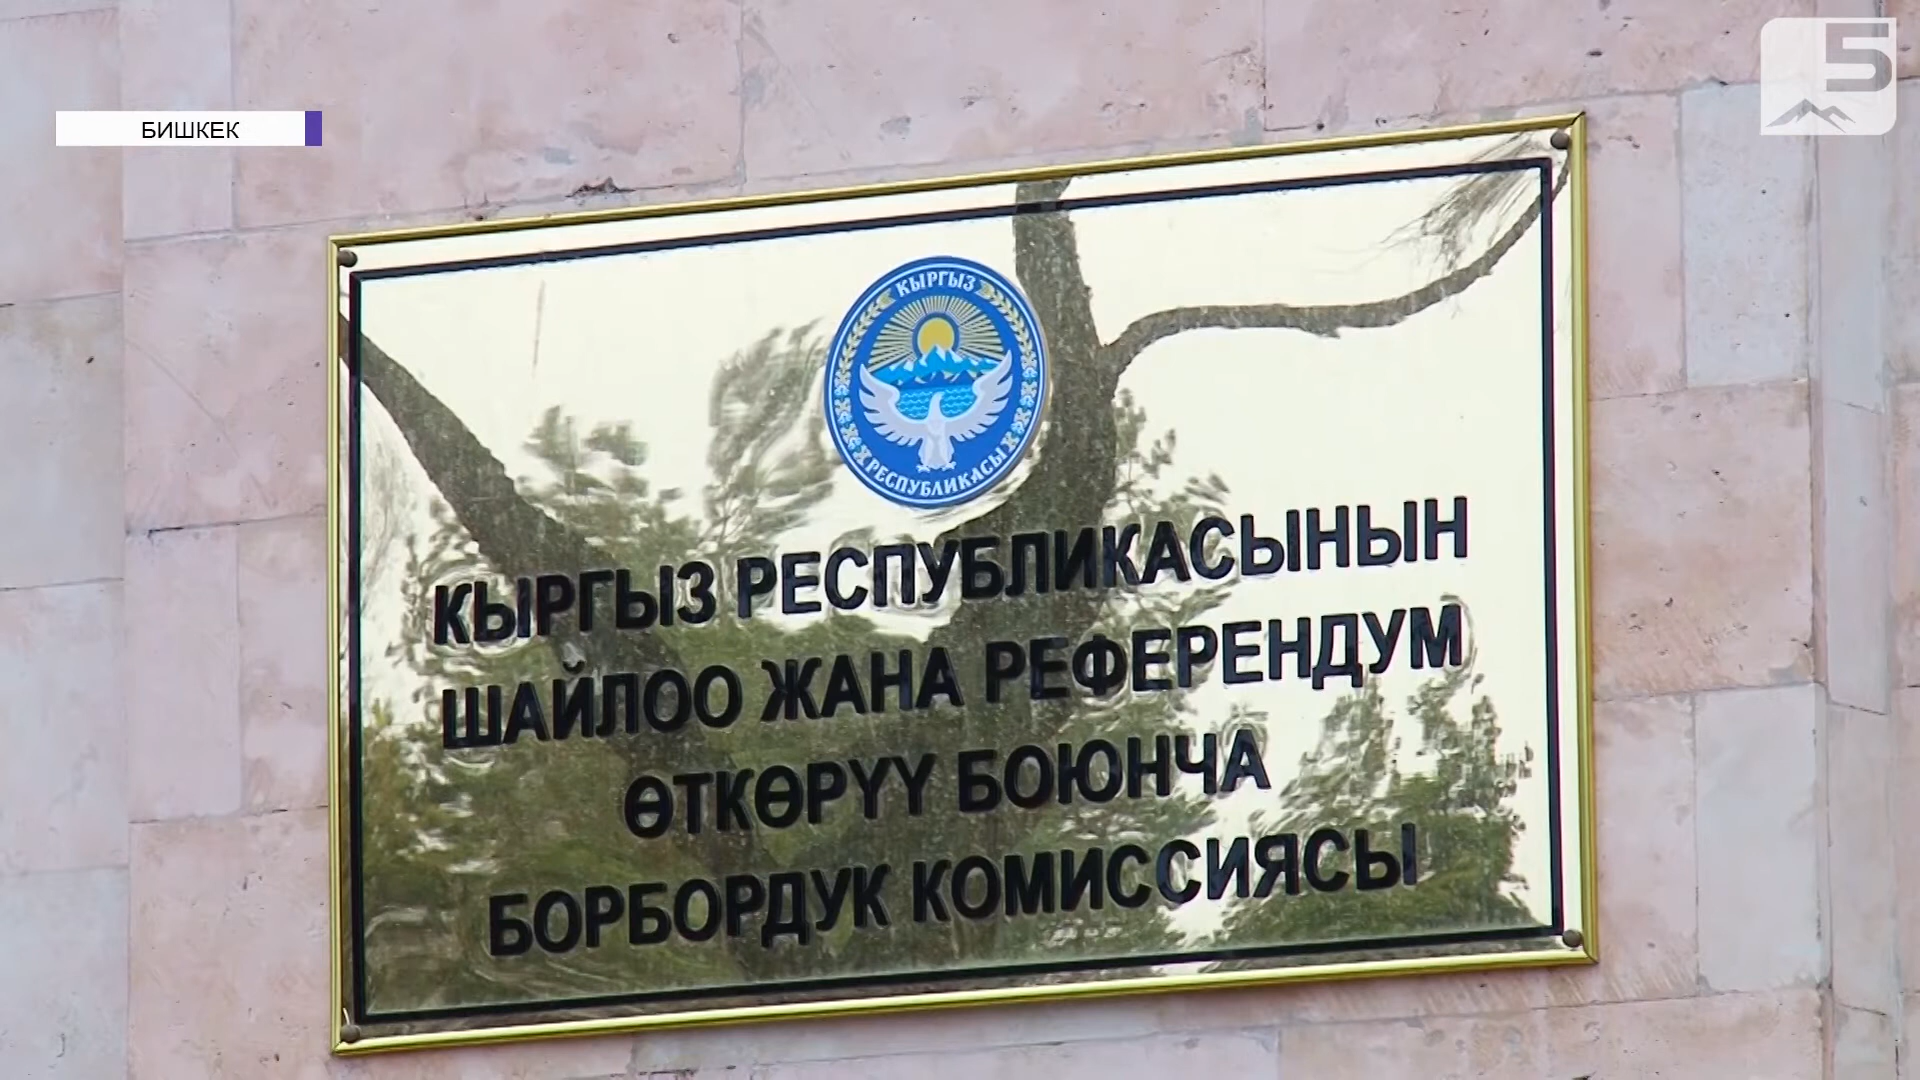 БИШКЕК
5
КЫРГЫЗ
РЕСПУБЛИКАСЫ
КЫРГЫЗ РЕСПУБЛИКАСЫНЫН
ШАЙЛОО ЖАНА РЕФЕРЕНДУМ
ӨТКӨРҮҮ БОЮНЧА
БОРБОРДУК КОМИССИЯСЫ